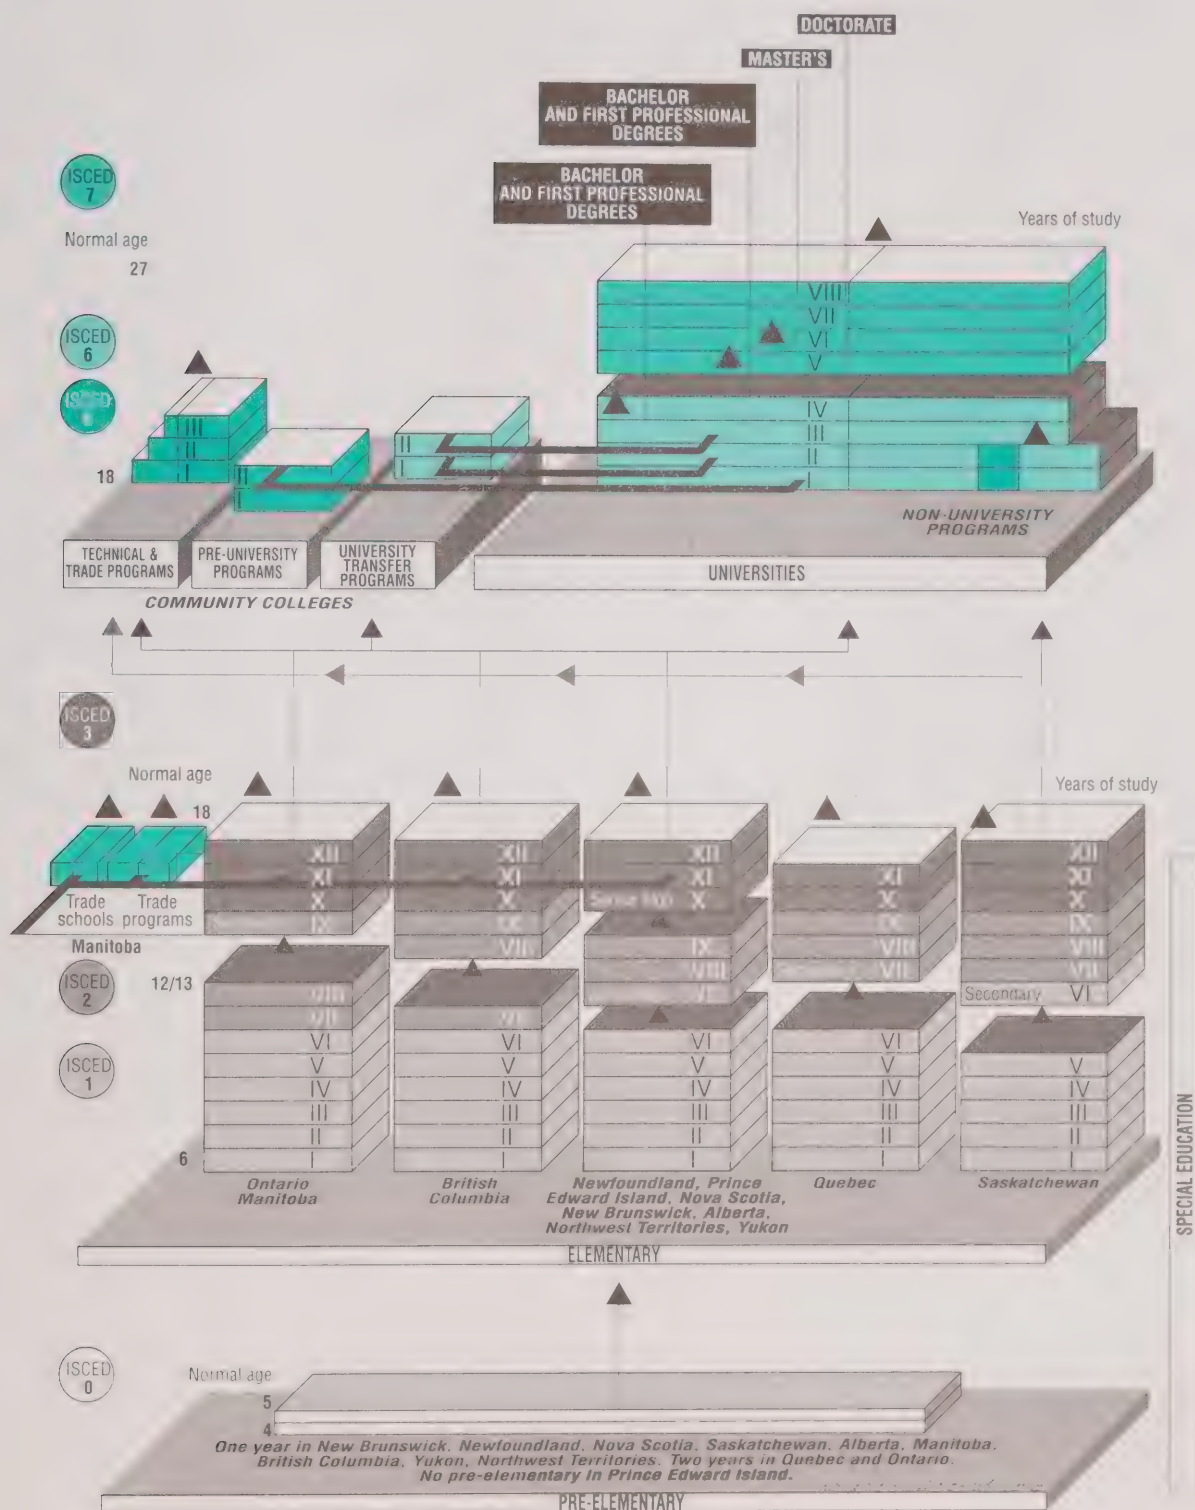 DOCTORATE
MASTER'S
BACHELOR
AND FIRST PROFESSIONAL
DEGREES
BACHELOR
AND FIRST PROFESSIONAL
DEGREES
ISCED
7
Normal age
27
Years of study
VIII
VII
VI
V
ISCED
6
ISCED
IV
III
II
I
III
II
I
II
I
II
I
18
NON-UNIVERSITY
PROGRAMS
TECHNICAL &
TRADE PROGRAMS
PRE-UNIVERSITY
PROGRAMS
UNIVERSITY
TRANSFER
PROGRAMS
UNIVERSITIES
COMMUNITY COLLEGES
ISCED
3
Normal age
18
Years of study
Trade
schools
Trade
programs
Manitoba
XII
XI
X
IX
VIII
VII
VI
V
IV
III
II
I
XII
XI
X
IX
VIII
VI
V
IV
III
II
I
XII
XI
X
IX
VIII
VI
V
IV
III
II
I
XI
X
IX
VIII
VII
VI
V
IV
III
II
I
XII
XI
X
IX
VIII
VII
Secondary VI
V
IV
III
II
I
ISCED
2
12/13
ISCED
1
6
Ontario
Manitoba
British
Columbia
Newfoundland, Prince
Edward Island, Nova Scotia,
New Brunswick, Alberta,
Northwest Territories, Yukon
Quebec
Saskatchewan
ELEMENTARY
SPECIAL EDUCATION
ISCED
0
Normal age
5
4
One year in New Brunswick, Newfoundland, Nova Scotia, Saskatchewan, Alberta, Manitoba,
British Columbia, Yukon, Northwest Territories. Two years in Quebec and Ontario.
No pre-elementary in Prince Edward Island.
PRE-ELEMENTARY